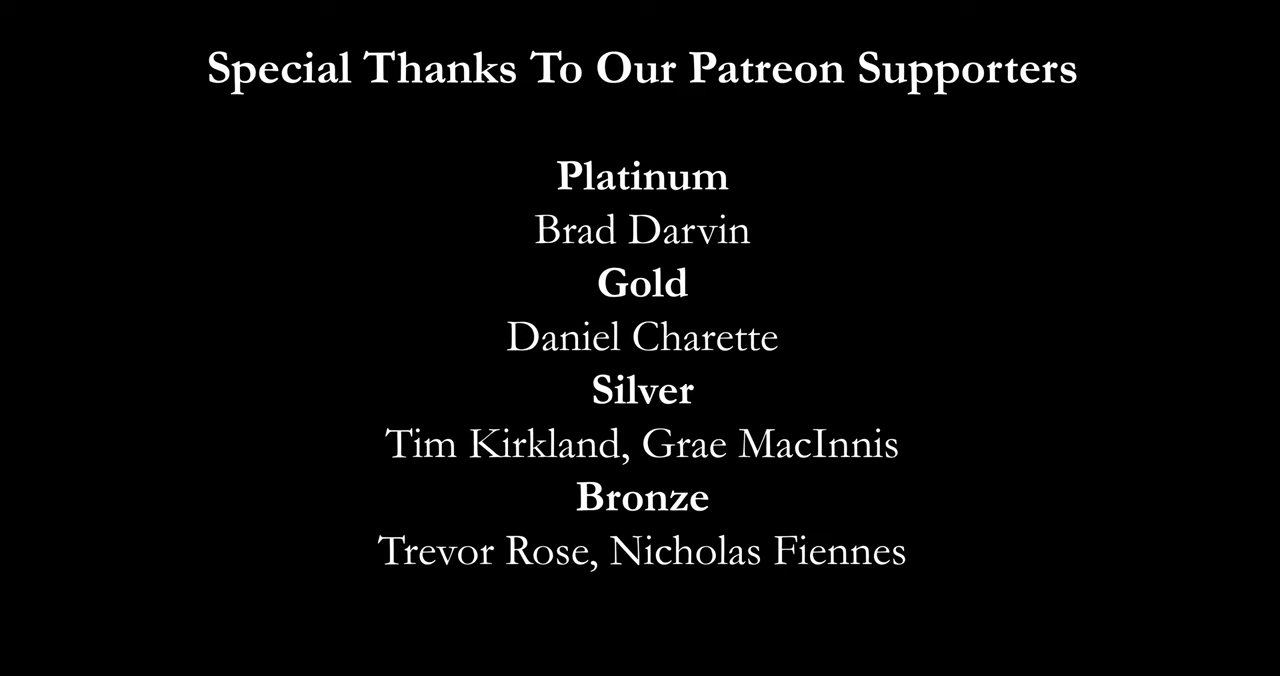 Special Thanks To Our Patreon Supporters
Platinum
Brad Darvin
Gold
Daniel Charette
Silver
Tim Kirkland, Grae MacInnis
Bronze
Trevor Rose, Nicholas Fiennes